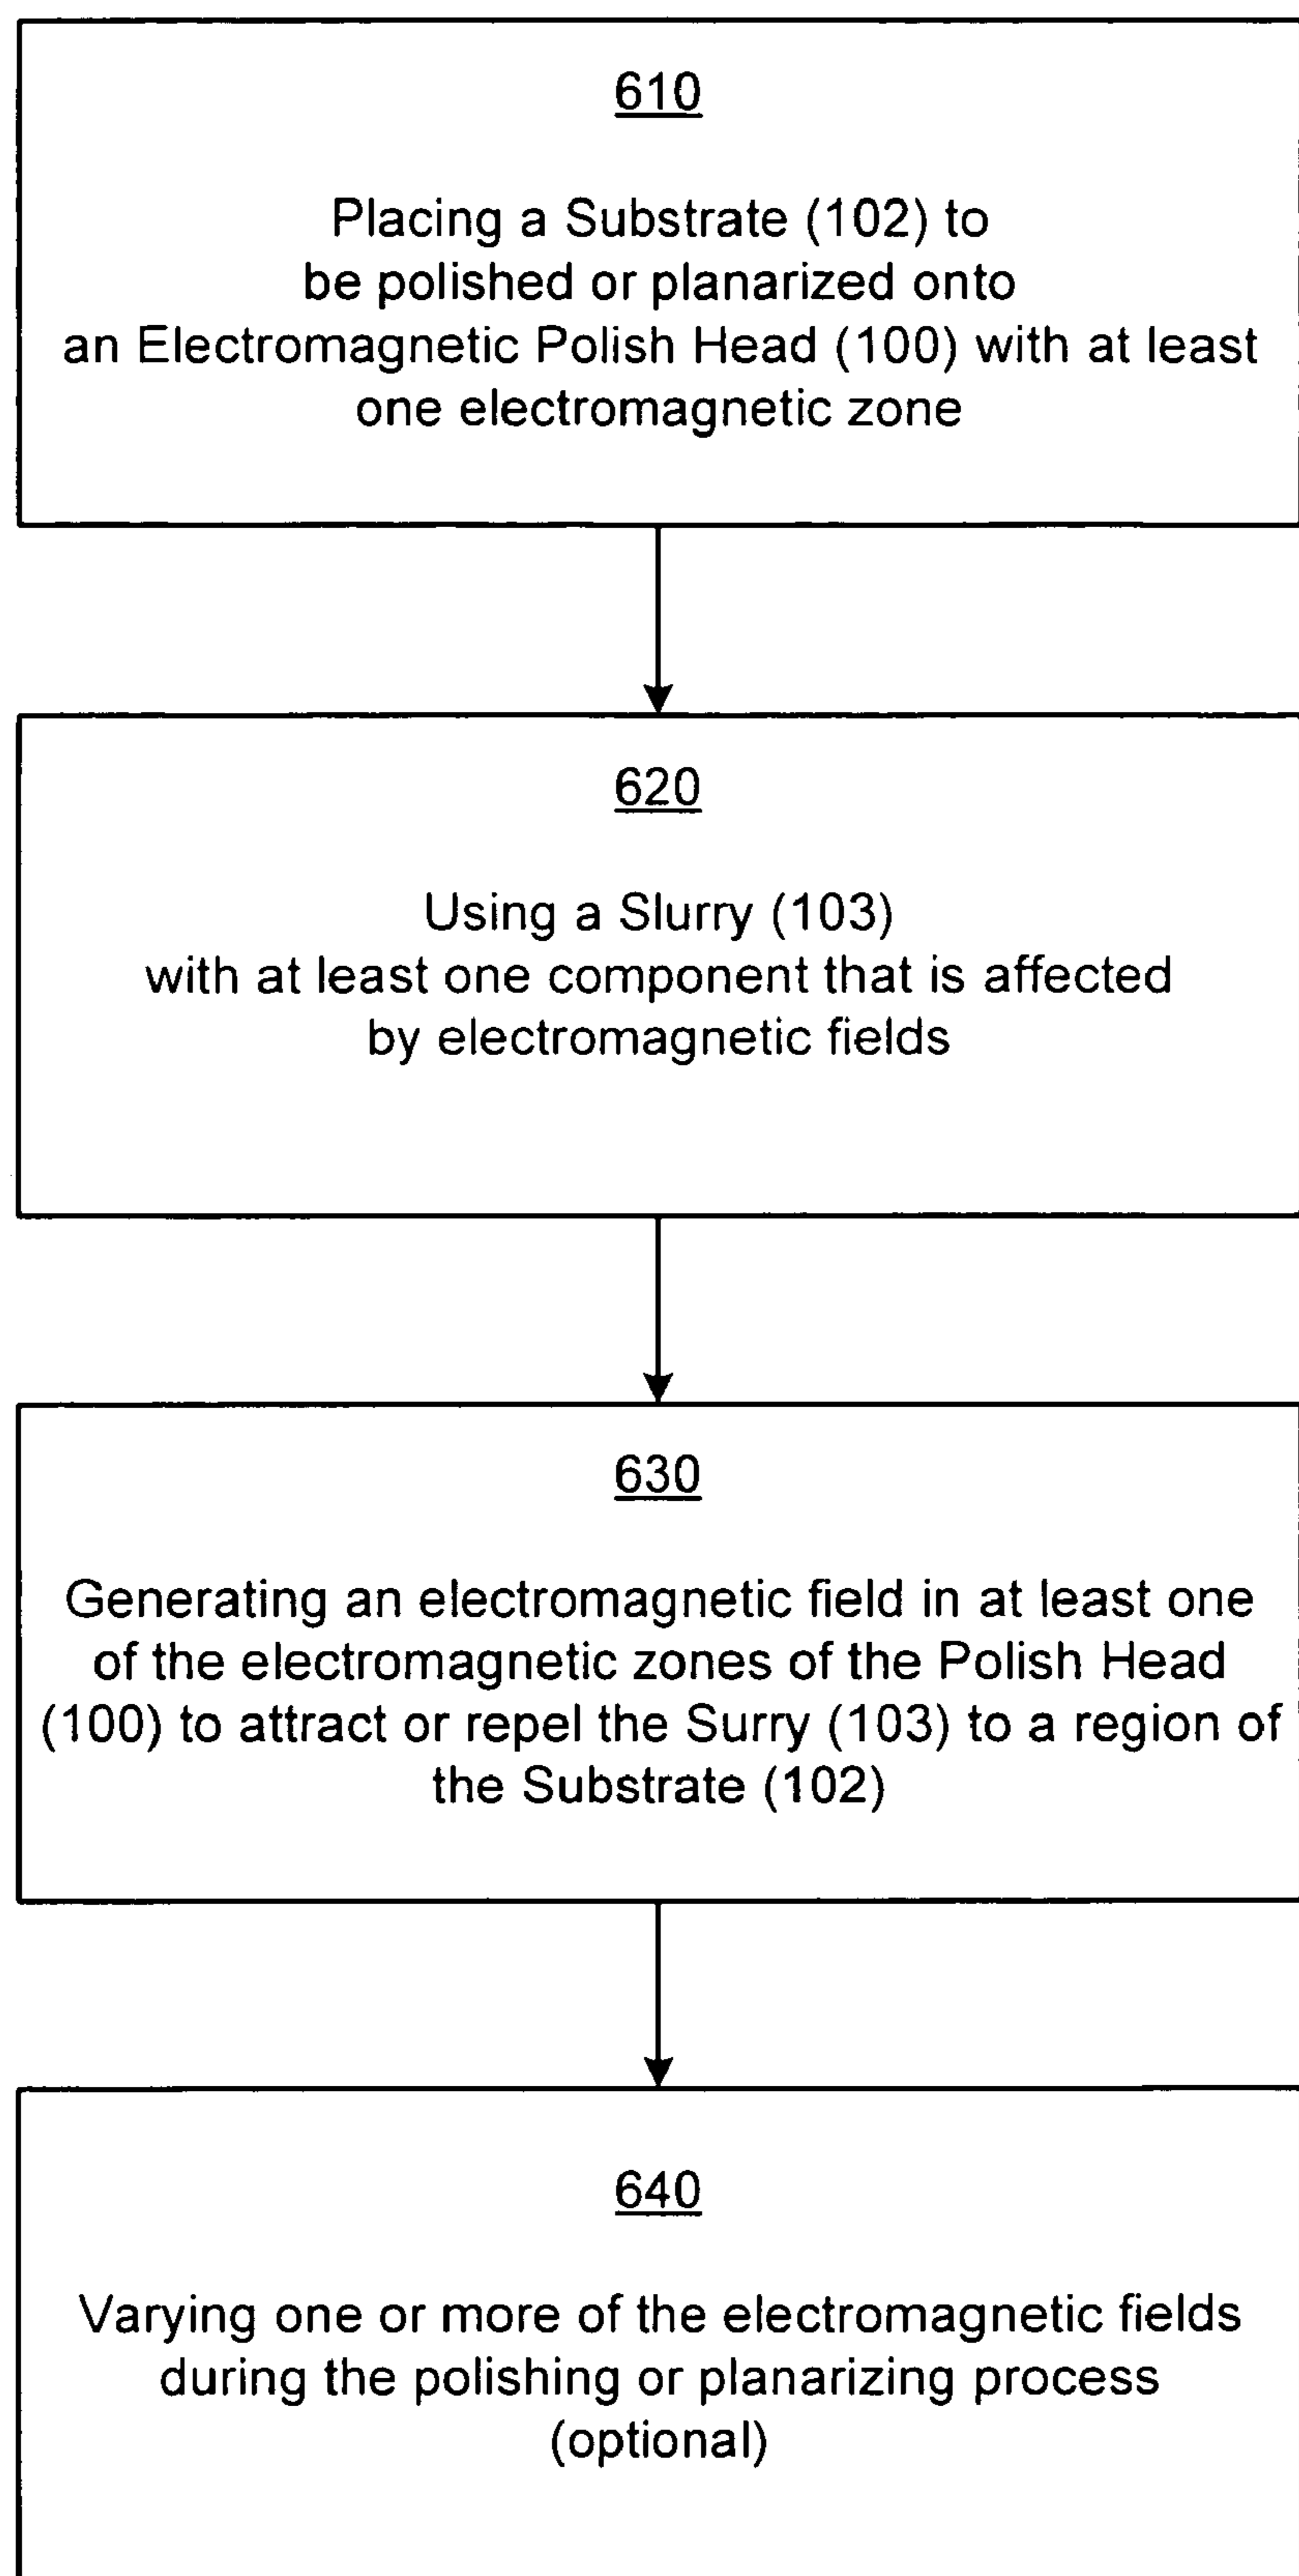 610
Placing a Substrate (102) to
be polished or planarized onto
an Electromagnetic Polish Head (100) with at least
one electromagnetic zone
620
Using a Slurry (103)
with at least one component that is affected
by electromagnetic fields
630
Generating an electromagnetic field in at least one
of the electromagnetic zones of the Polish Head
(100) to attract or repel the Surry (103) to a region of
the Substrate (102)
640
Varying one or more of the electromagnetic fields
during the polishing or planarizing process
(optional)